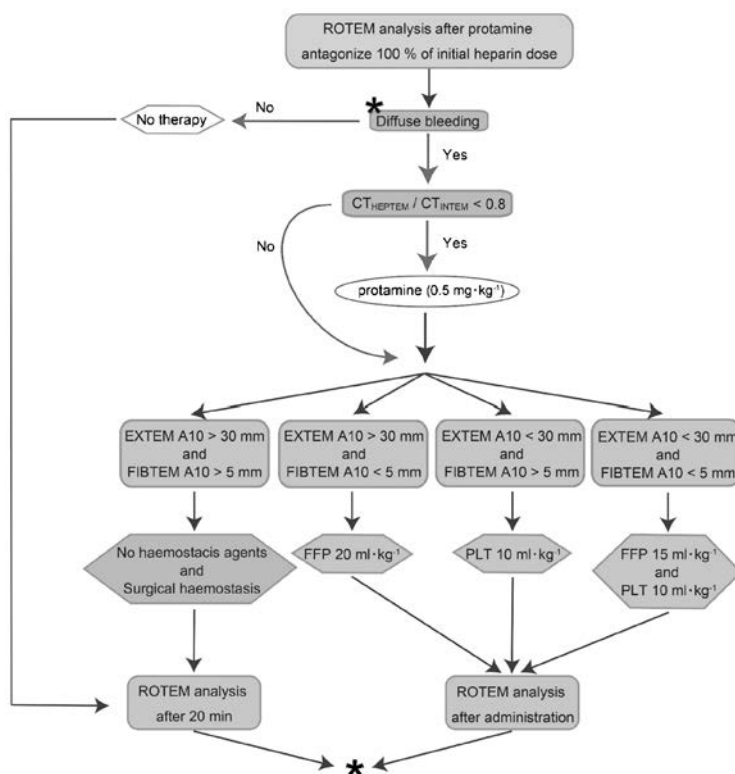 ROTEM analysis after protamine
antagonize 100 % of initial heparin dose
*
Diffuse bleeding
No
No therapy
Yes
CTHEPTEM / CTINTEM < 0.8
No
Yes
protamine (0.5 mg·kg⁻¹)
EXTEM A10 > 30 mm
and
FIBTEM A10 > 5 mm
EXTEM A10 > 30 mm
and
FIBTEM A10 < 5 mm
EXTEM A10 < 30 mm
and
FIBTEM A10 > 5 mm
EXTEM A10 < 30 mm
and
FIBTEM A10 < 5 mm
No haemostacis agents
and
Surgical haemostasis
FFP 20 ml·kg⁻¹
PLT 10 ml·kg⁻¹
FFP 15 ml·kg⁻¹
and
PLT 10 ml·kg⁻¹
ROTEM analysis
after 20 min
ROTEM analysis
after administration
*